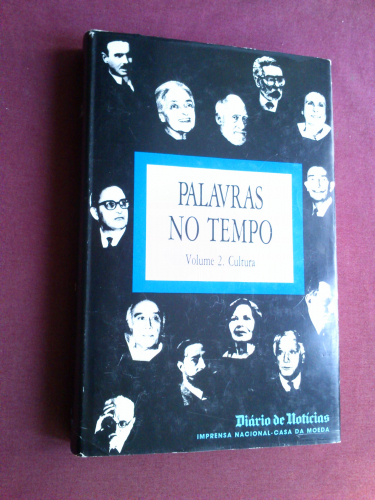 PALAVRAS
NO TEMPO
Volume 2. Cultura
Diário de Notícias
IMPRENSA NACIONAL-CASA DA MOEDA